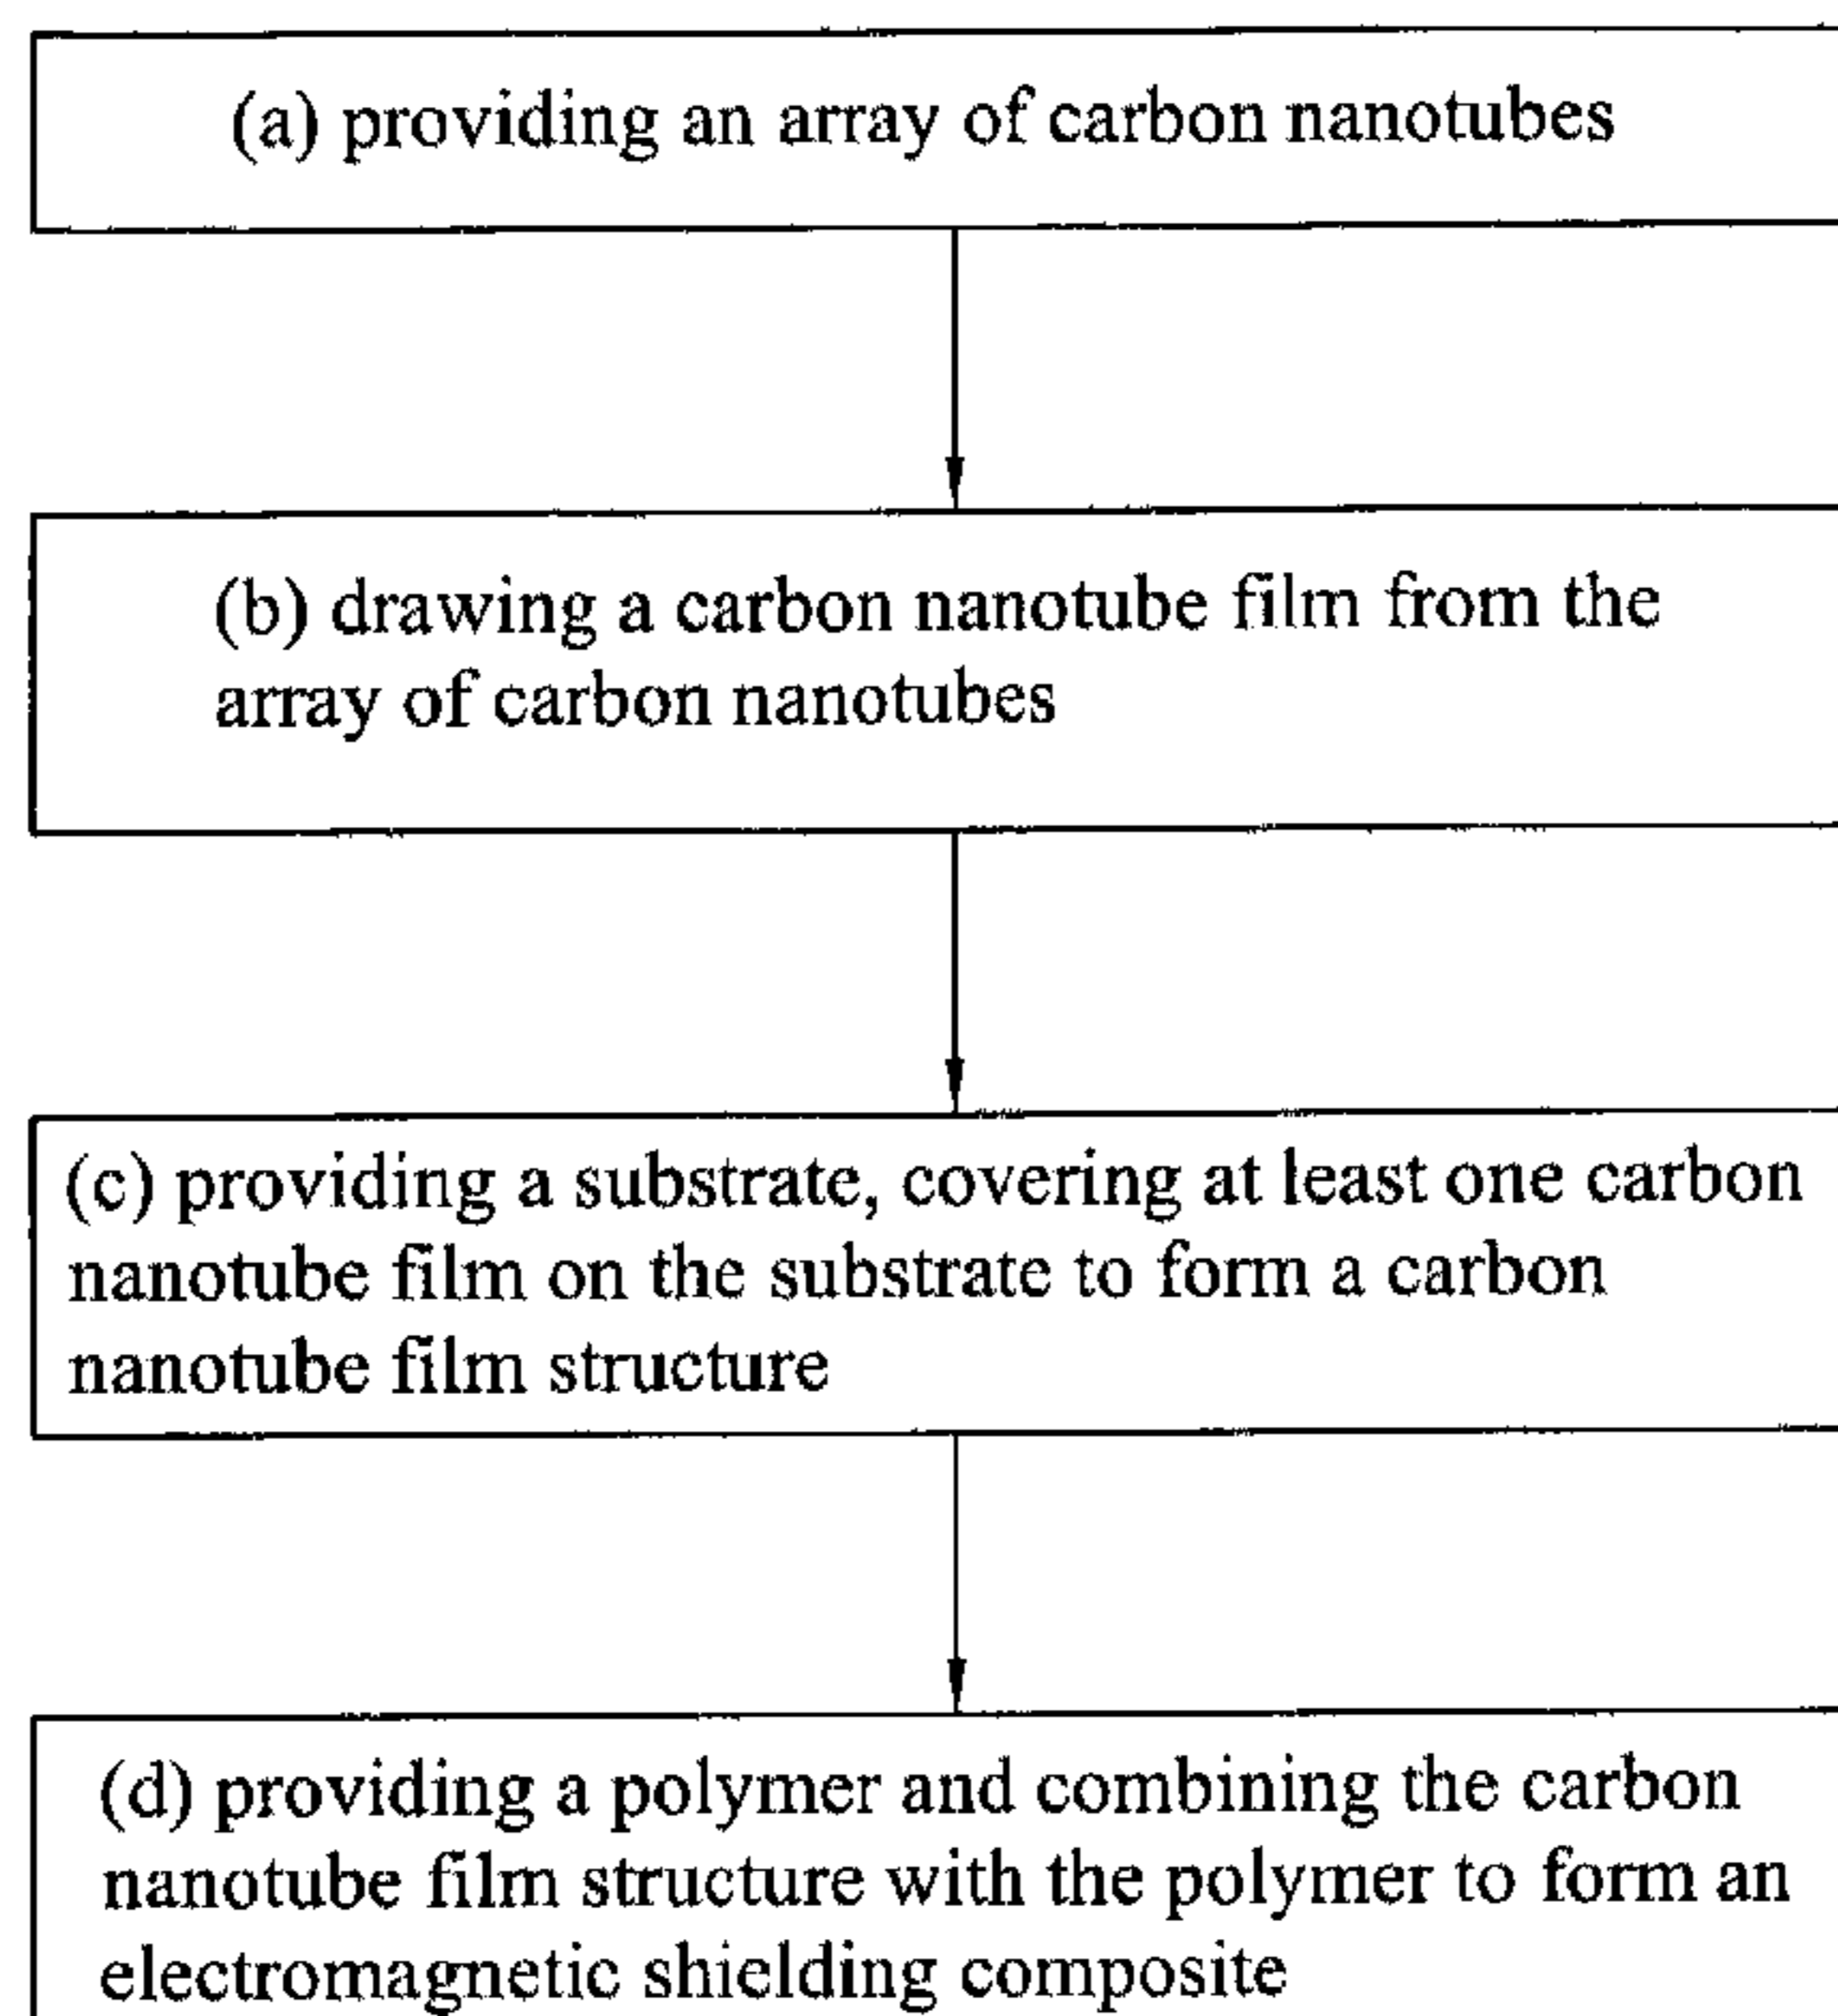 (a) providing an array of carbon nanotubes
(b) drawing a carbon nanotube film from the
array of carbon nanotubes
(c) providing a substrate, covering at least one carbon
nanotube film on the substrate to form a carbon
nanotube film structure
(d) providing a polymer and combining the carbon
nanotube film structure with the polymer to form an
electromagnetic shielding composite